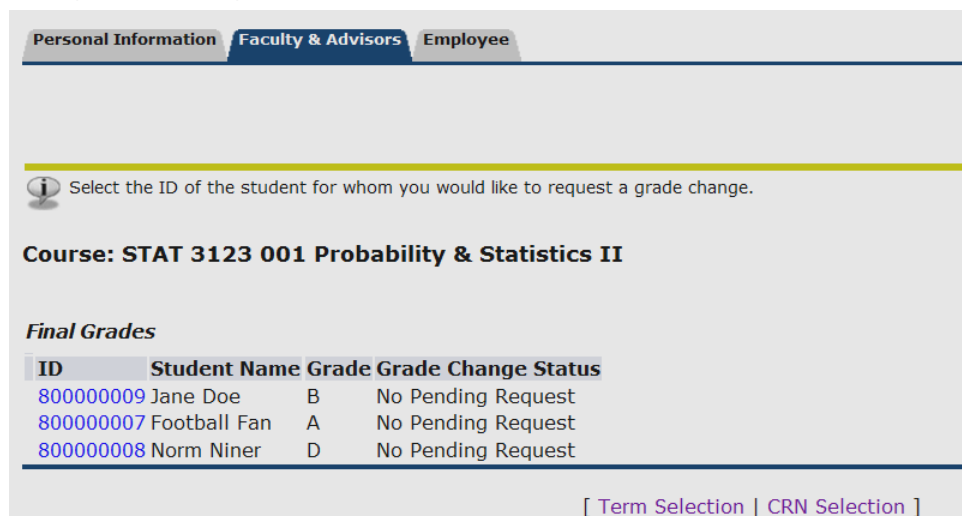 Personal Information Faculty & Advisors Employee
Select the ID of the student for whom you would like to request a grade change.
Course: STAT 3123 001 Probability & Statistics II
Final Grades
ID Student Name Grade Grade Change Status
800000009 Jane Doe B No Pending Request
800000007 Football Fan A No Pending Request
800000008 Norm Niner D No Pending Request
[ Term Selection | CRN Selection ]